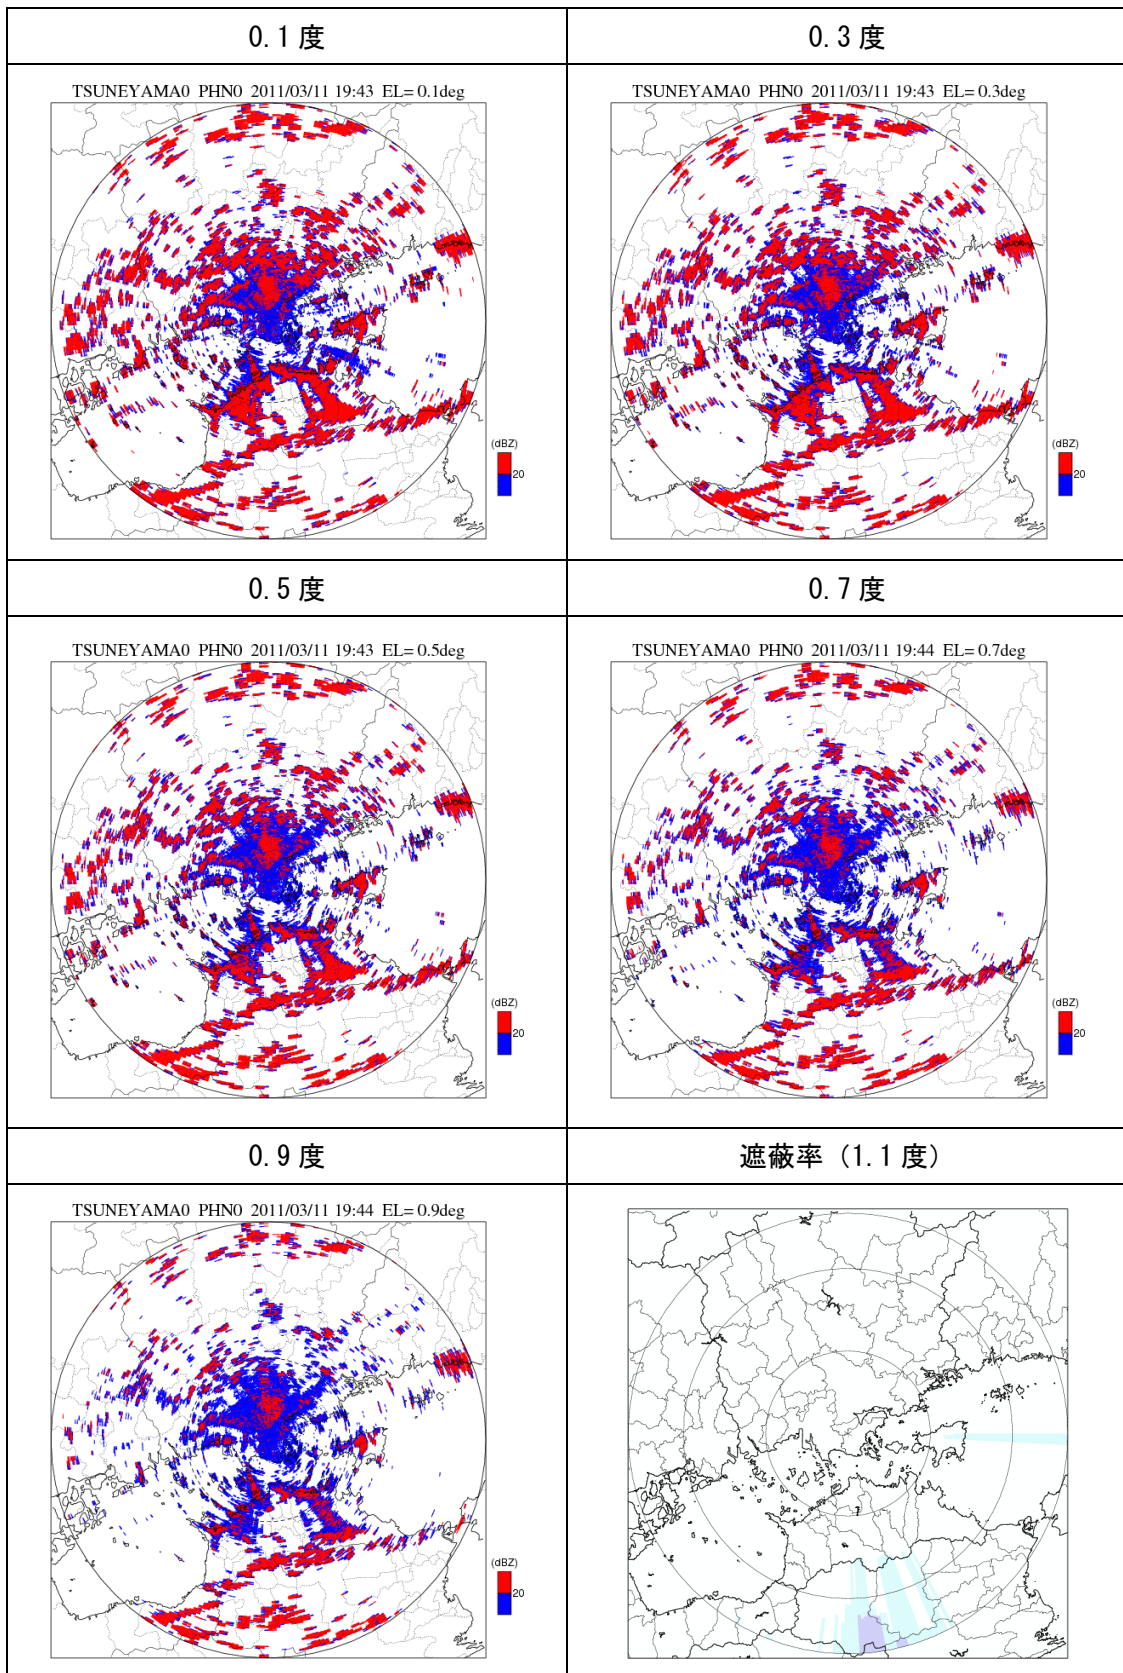 0.1度
0.3度
TSUNEYAMA0 PHN0 2011/03/11 19:43 EL= 0.1deg
(dBZ)
20
TSUNEYAMA0 PHN0 2011/03/11 19:43 EL= 0.3deg
(dBZ)
20
0.5度
0.7度
TSUNEYAMA0 PHN0 2011/03/11 19:43 EL= 0.5deg
(dBZ)
20
TSUNEYAMA0 PHN0 2011/03/11 19:44 EL= 0.7deg
(dBZ)
20
0.9度
遮蔽率（1.1度）
TSUNEYAMA0 PHN0 2011/03/11 19:44 EL= 0.9deg
(dBZ)
20